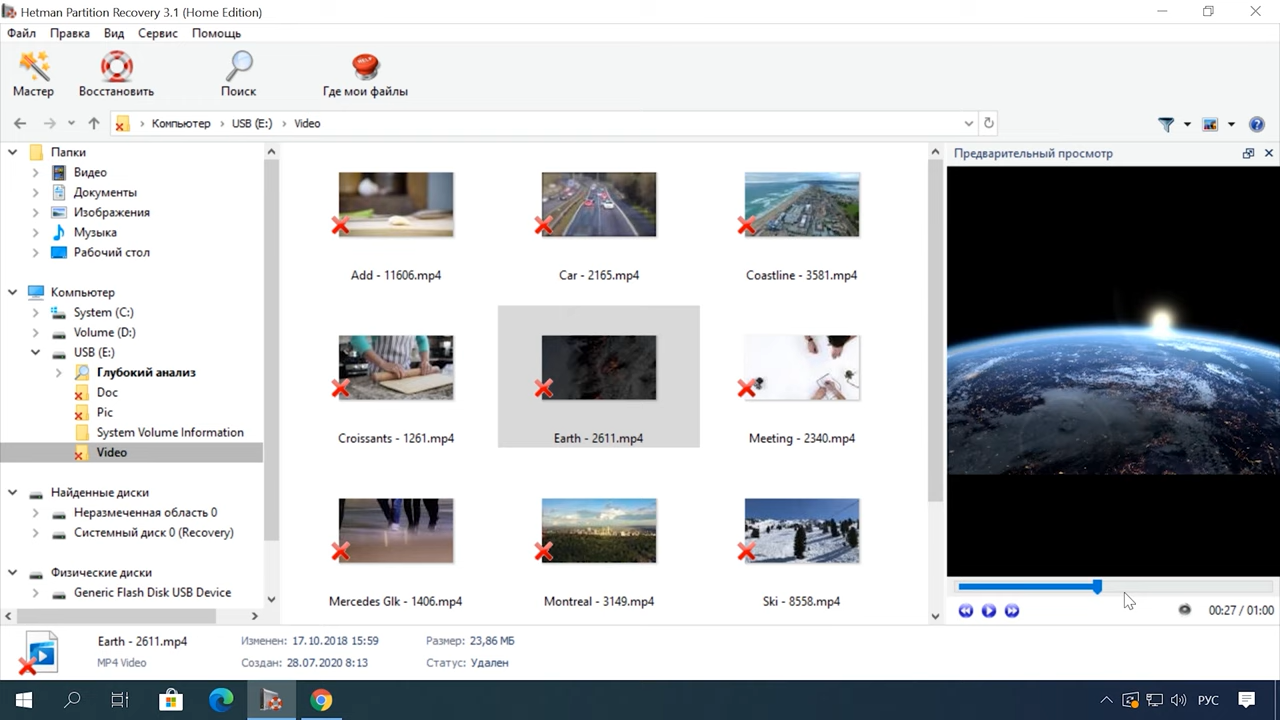 Hetman Partition Recovery 3.1 (Home Edition)
Файл Правка Вид Сервис Помощь
Мастер Восстановить Поиск Где мои файлы
Компьютер USB (E:) Video
Папки
Видео
Документы
Изображения
Музыка
Рабочий стол
Компьютер
System (C:)
Volume (D:)
USB (E:)
Глубокий анализ
Doc
Pic
System Volume Information
Video
Найденные диски
Неразмеченная область 0
Системный диск 0 (Recovery)
Физические диски
Generic Flash Disk USB Device
Add - 11606.mp4 Car - 2165.mp4 Coastline - 3581.mp4
Croissants - 1261.mp4 Earth - 2611.mp4 Meeting - 2340.mp4
Mercedes Glk - 1406.mp4 Montreal - 3149.mp4 Ski - 8558.mp4
Предварительный просмотр
00:27 / 01:00
Earth - 2611.mp4 Изменен: 17.10.2018 15:59 Размер: 23,86 МБ
MP4 Video Создан: 28.07.2020 8:13 Статус: Удален
РУС